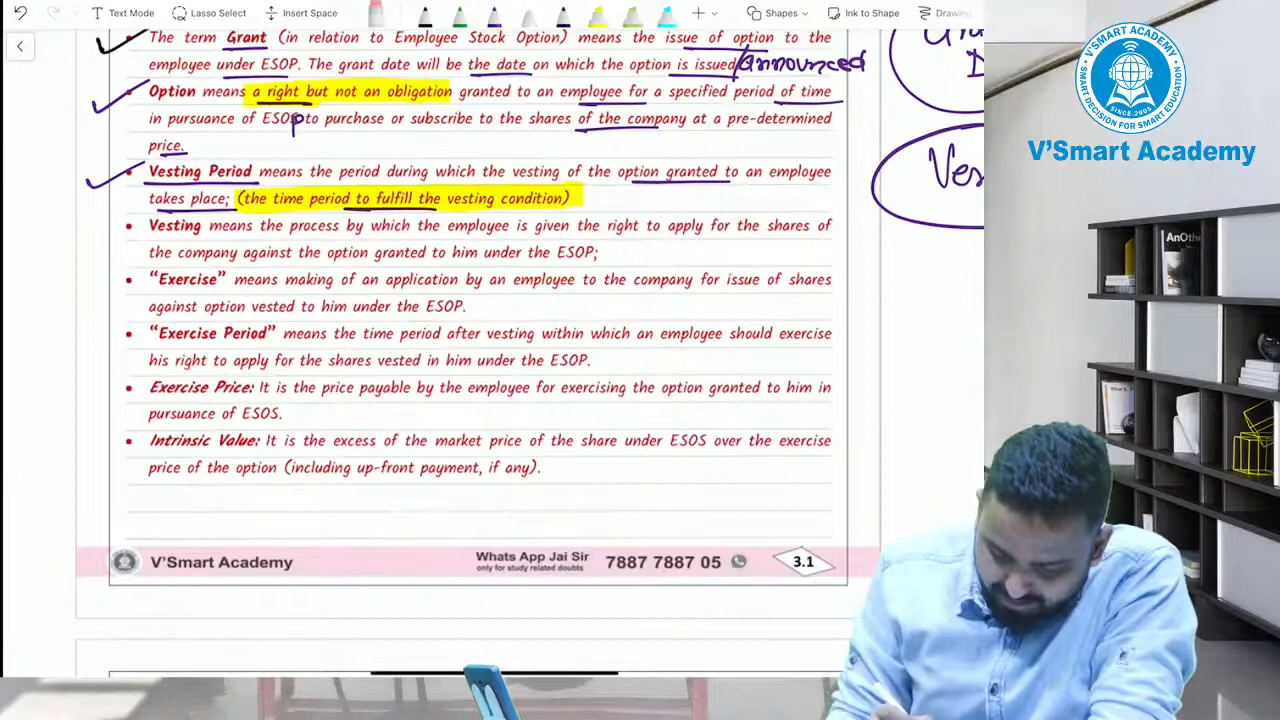 Text Mode Lasso Select Insert Space Shapes Ink to Shape Drawing
• The term Grant (in relation to Employee Stock Option) means the issue of option to the
employee under ESOP. The grant date will be the date on which the option is issued/announced
• Option means a right but not an obligation granted to an employee for a specified period of time
in pursuance of ESOP to purchase or subscribe to the shares of the company at a pre-determined
price.
• Vesting Period means the period during which the vesting of the option granted to an employee
takes place; (the time period to fulfill the vesting condition)
• Vesting means the process by which the employee is given the right to apply for the shares of
the company against the option granted to him under the ESOP;
• “Exercise” means making of an application by an employee to the company for issue of shares
against option vested to him under the ESOP.
• “Exercise Period” means the time period after vesting within which an employee should exercise
his right to apply for the shares vested in him under the ESOP.
• Exercise Price: It is the price payable by the employee for exercising the option granted to him in
pursuance of ESOS.
• Intrinsic Value: It is the excess of the market price of the share under ESOS over the exercise
price of the option (including up-front payment, if any).
V'Smart Academy
Whats App Jai Sir
only for study related doubts
7887 7887 05
3.1
D
Ves
V'SMART ACADEMY
SMART DECISION FOR SMART EDUCATION
SINCE-2005
V'Smart Academy
AnOthe